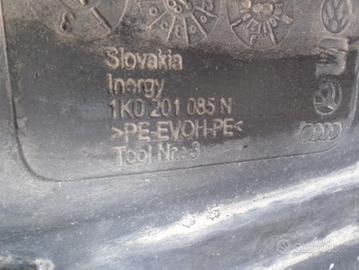 Slovakia
Inergy
1K0 201 085 N
>PE-EVOH-PE<
Tool Nr.: 3